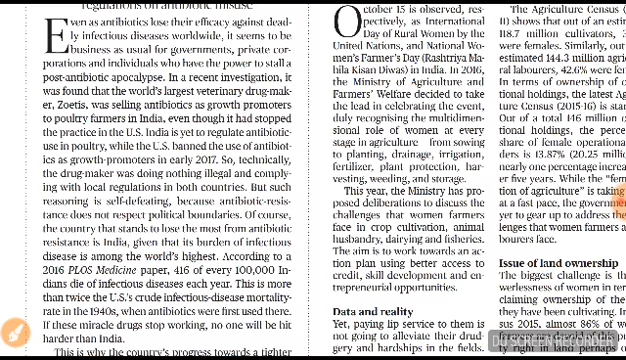 regulations on antibiotic misuse
Even as antibiotics lose their efficacy against dead-
ly infectious diseases worldwide, it seems to be
business as usual for governments, private cor-
porations and individuals who have the power to stall a
post-antibiotic apocalypse. In a recent investigation, it
was found that the world's largest veterinary drug-mak-
er, Zoetis, was selling antibiotics as growth promoters
to poultry farmers in India, even though it had stopped
the practice in the U.S. India is yet to regulate antibiotic-
use in poultry, while the U.S. banned the use of antibiot-
ics as growth-promoters in early 2017. So, technically,
the drug-maker was doing nothing illegal and comply-
ing with local regulations in both countries. But such
reasoning is self-defeating, because antibiotic-resis-
tance does not respect political boundaries. Of course,
the country that stands to lose the most from antibiotic
resistance is India, given that its burden of infectious
disease is among the world's highest. According to a
2016 PLOS Medicine paper, 416 of every 100,000 In-
dians die of infectious diseases each year. This is more
than twice the U.S.'s crude infectious-disease mortality-
rate in the 1940s, when antibiotics were first used there.
If these miracle drugs stop working, no one will be hit
harder than India.
This is why the country's progress towards a tighter
October 15 is observed, res-
pectively, as International
Day of Rural Women by the
United Nations, and National Wo-
men's Farmer's Day (Rashtriya Ma-
hila Kisan Diwas) in India. In 2016,
the Ministry of Agriculture and
Farmers' Welfare decided to take
the lead in celebrating the event,
duly recognising the multidimen-
sional role of women at every
stage in agriculture from sowing
to planting, drainage, irrigation,
fertilizer, plant protection, har-
vesting, weeding, and storage.
This year, the Ministry has pro-
posed deliberations to discuss the
challenges that women farmers
face in crop cultivation, animal
husbandry, dairying and fisheries.
The aim is to work towards an ac-
tion plan using better access to
credit, skill development and en-
trepreneurial opportunities.
Data and reality
Yet, paying lip service to them is
not going to alleviate their drud-
gery and hardships in the fields.
The Agriculture Census
II) shows out of an
118.7 million cultivators,
were females. Similarly, out
estimated 144.3 million
ral labourers, 42.6% were
In terms of ownership of
tional holdings, the latest
ture Census (2015-16) is
Out of a total 146 million
tional holdings, the
share of female
ders is 13.87% (20.25
nearly one percentage
er five years. While the
tion of agriculture" is taking
at a fast pace, the
yet to gear up to address
lenges that women farmers
bourers face.
Issue of land ownership
The biggest challenge is
werlessness of women in
claiming ownership of the
they have been cultivating. In
sus 2015, almost 86% of